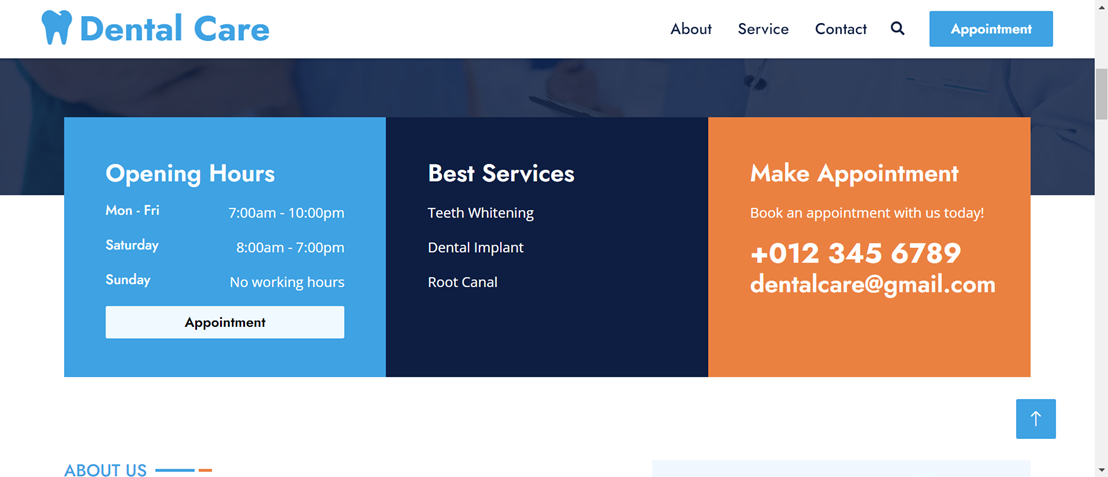 Dental Care
About Service Contact Appointment
Opening Hours
Mon - Fri 7:00am - 10:00pm
Saturday 8:00am - 7:00pm
Sunday No working hours
Appointment
Best Services
Teeth Whitening
Dental Implant
Root Canal
Make Appointment
Book an appointment with us today!
+012 345 6789
dentalcare@gmail.com
ABOUT US